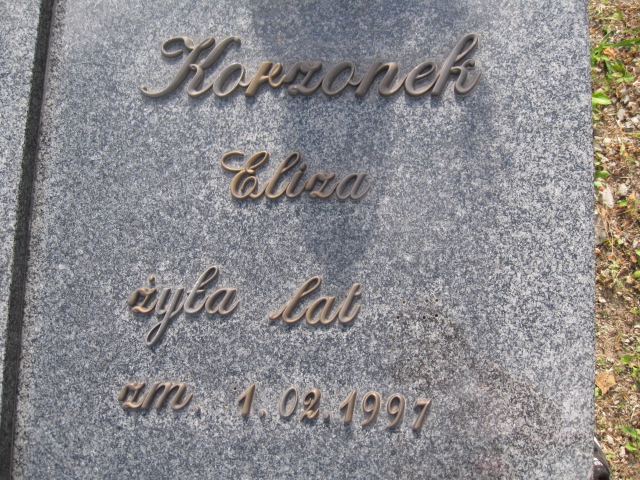 Korzonek
Eliza
żyła lat
zm. 1.02.1997